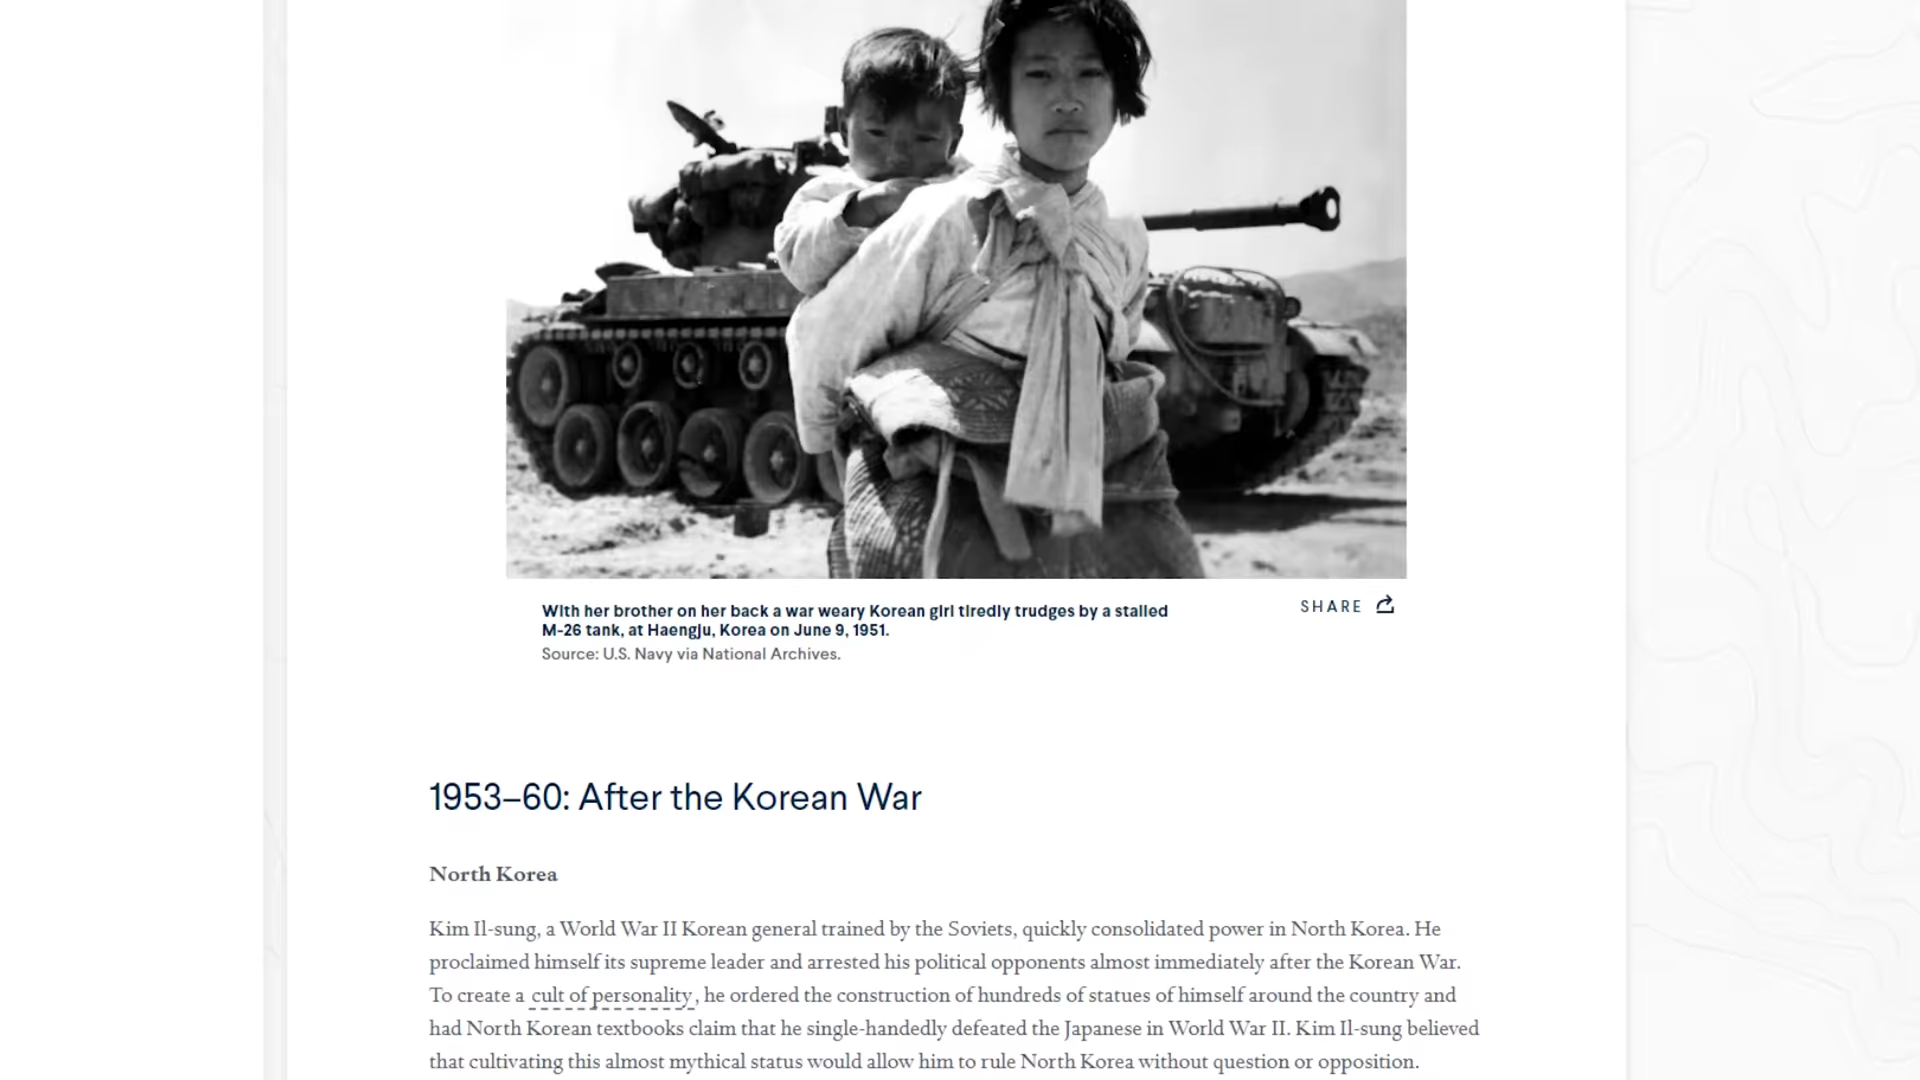 With her brother on her back a war weary Korean girl tiredly trudges by a stalled
M-26 tank, at Haengju, Korea on June 9, 1951.
Source: U.S. Navy via National Archives.
SHARE
1953–60: After the Korean War
North Korea
Kim Il-sung, a World War II Korean general trained by the Soviets, quickly consolidated power in North Korea. He
proclaimed himself its supreme leader and arrested his political opponents almost immediately after the Korean War.
To create a cult of personality, he ordered the construction of hundreds of statues of himself around the country and
had North Korean textbooks claim that he single-handedly defeated the Japanese in World War II. Kim Il-sung believed
that cultivating this almost mythical status would allow him to rule North Korea without question or opposition.